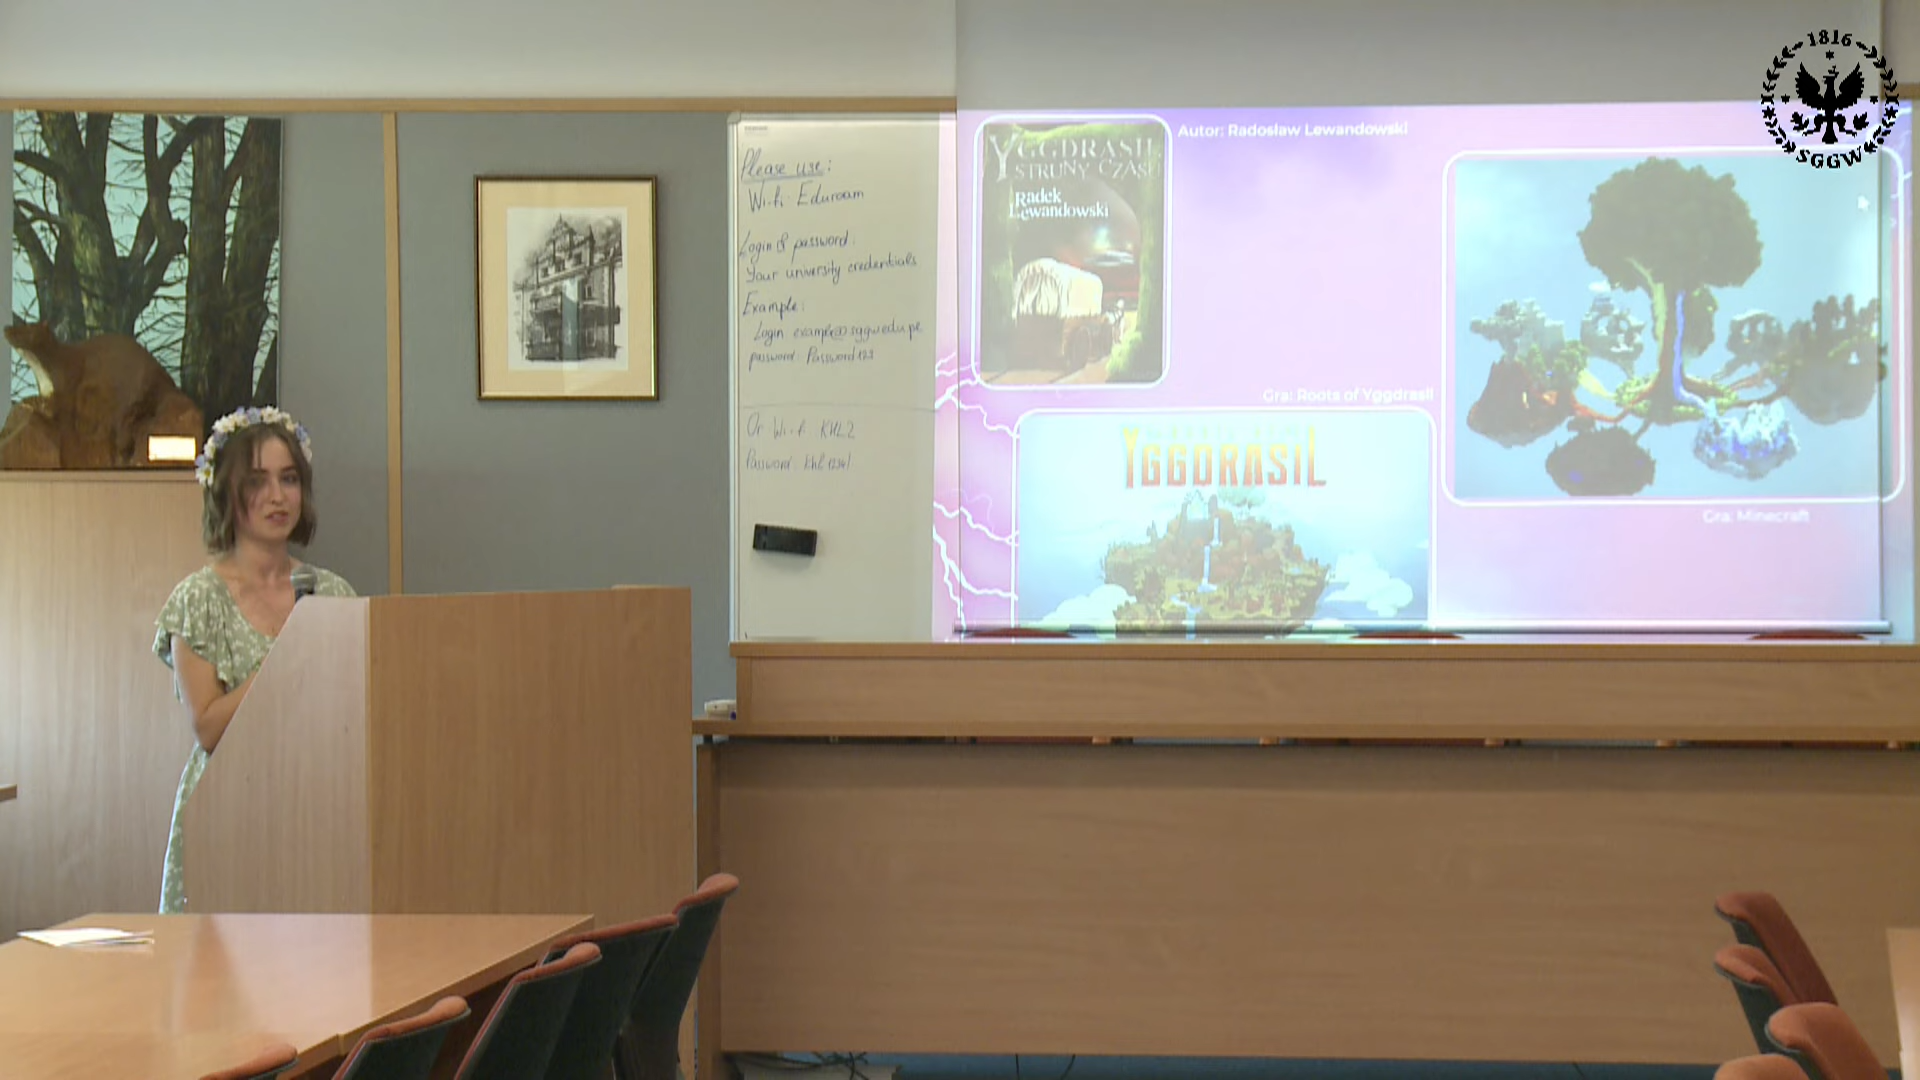 Please use:
Wi-fi: Eduroam
Login & password:
Your university credentials
Example:
Login: example@sggw.edu.pl
password: Password123
Or Wi-fi: KHL2
Password:
YGGDRASIL
STRUNY CZASU
Radek
Lewandowski
Autor: Radosław Lewandowski
Gra: Roots of Yggdrasil
YGGDRASIL
Gra: Minecraft
1816
SGGW